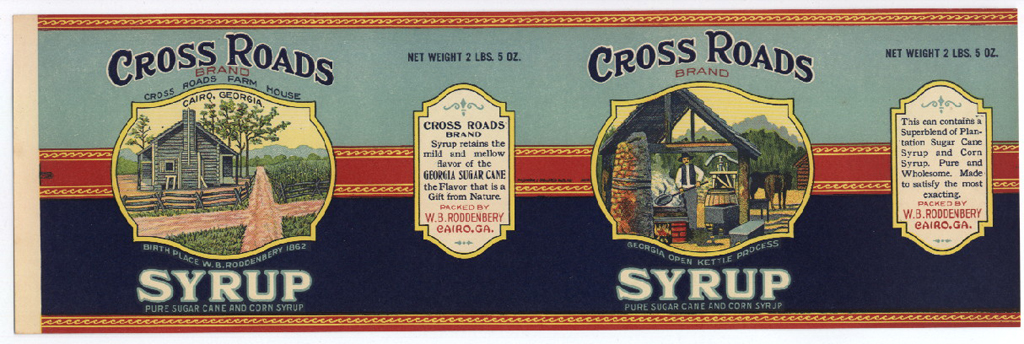 CROSS ROADS
BRAND
CROSS ROADS FARM HOUSE
CAIRO, GEORGIA
BIRTH PLACE W.B. RODDENBERY 1862
SYRUP
PURE SUGAR CANE AND CORN SYRUP
NET WEIGHT 2 LBS. 5 OZ.
CROSS ROADS
BRAND
Syrup retains the
mild and mellow
flavor of the
GEORGIA SUGAR CANE
the Flavor that is a
Gift from Nature.
PACKED BY
W.B. RODDENBERY
CAIRO, GA.
CROSS ROADS
BRAND
GEORGIA OPEN KETTLE PROCESS
SYRUP
PURE SUGAR CANE AND CORN SYRUP
NET WEIGHT 2 LBS. 5 OZ.
This can contains a
Superblend of Plan-
tation Sugar Cane
Syrup and Corn
Syrup. Pure and
Wholesome. Made
to satisfy the most
exacting.
PACKED BY
W.B. RODDENBERY
CAIRO, GA.